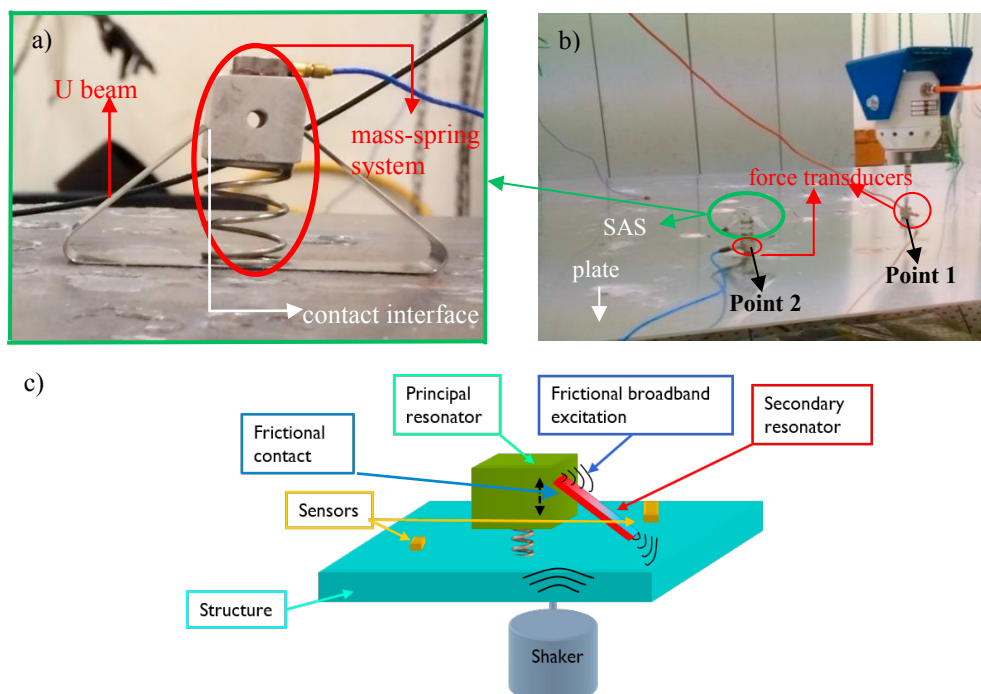 a)
U beam
mass-spring
system
contact interface
b)
force transducers
SAS
plate
Point 1
Point 2
c)
Principal
resonator
Frictional broadband
excitation
Secondary
resonator
Frictional
contact
Sensors
Structure
Shaker